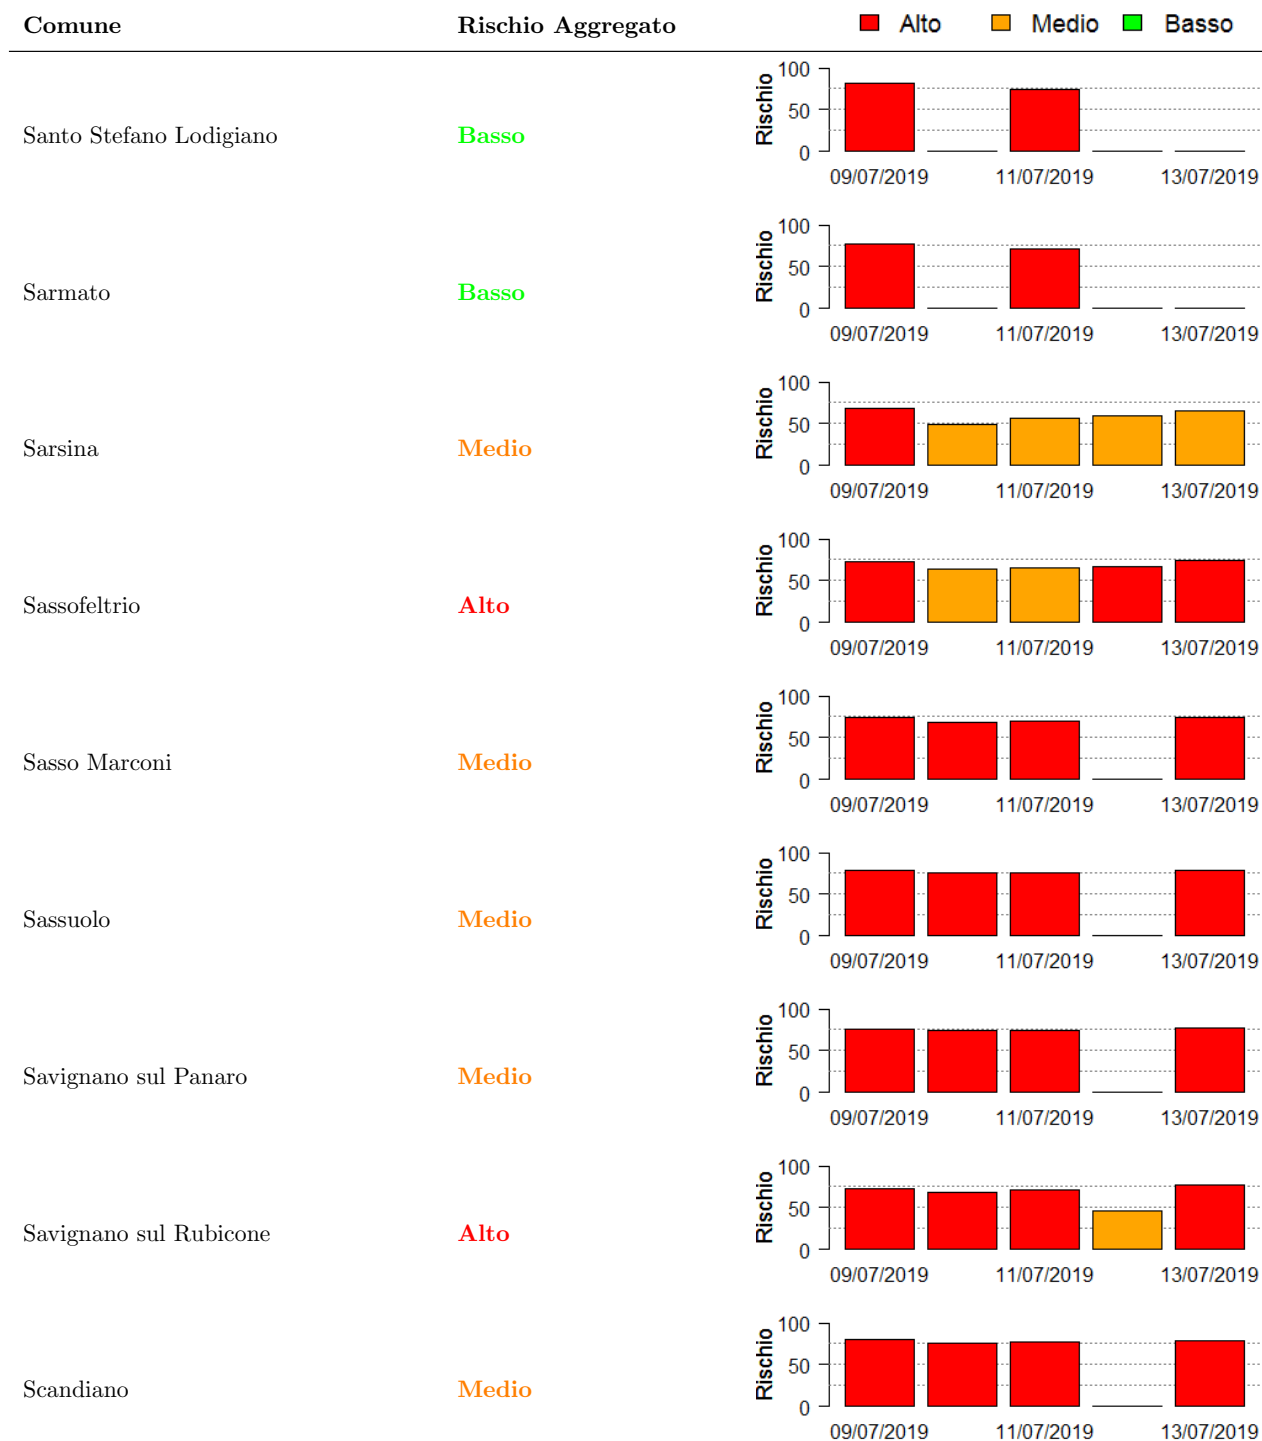 Comune Rischio Aggregato Alto Medio Basso
Santo Stefano Lodigiano Basso
Rischio
100
50
0
09/07/2019 11/07/2019 13/07/2019
Sarmato Basso
Rischio
100
50
0
09/07/2019 11/07/2019 13/07/2019
Sarsina Medio
Rischio
100
50
0
09/07/2019 11/07/2019 13/07/2019
Sassofeltrio Alto
Rischio
100
50
0
09/07/2019 11/07/2019 13/07/2019
Sasso Marconi Medio
Rischio
100
50
0
09/07/2019 11/07/2019 13/07/2019
Sassuolo Medio
Rischio
100
50
0
09/07/2019 11/07/2019 13/07/2019
Savignano sul Panaro Medio
Rischio
100
50
0
09/07/2019 11/07/2019 13/07/2019
Savignano sul Rubicone Alto
Rischio
100
50
0
09/07/2019 11/07/2019 13/07/2019
Scandiano Medio
Rischio
100
50
0
09/07/2019 11/07/2019 13/07/2019